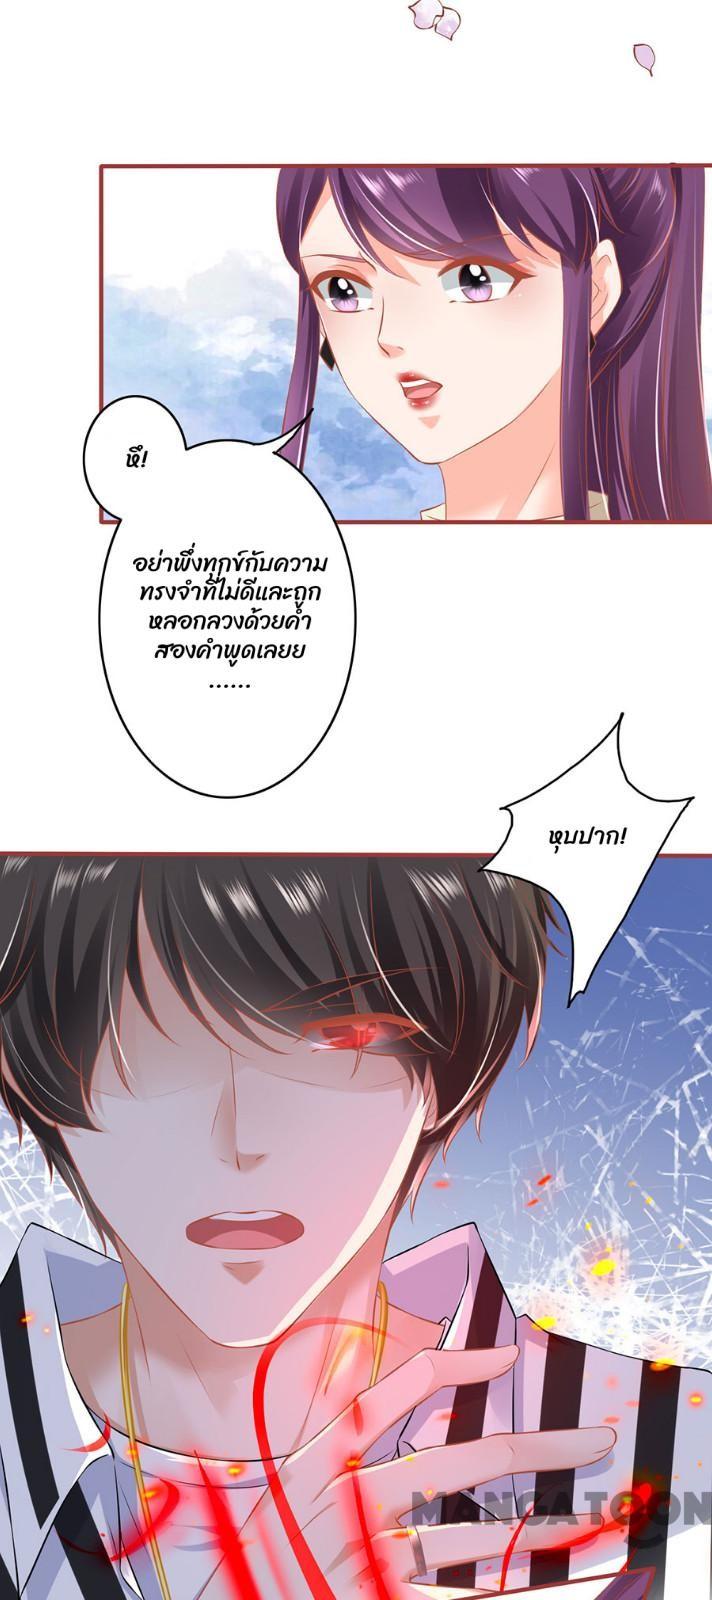 หึ!
อย่าพึ่งทุกข์กับความ
ทรงจำที่ไม่ดีและถูก
หลอกลวงด้วยคำ
สองคำพูดเลยย
......
หุบปาก!
MANGATOON